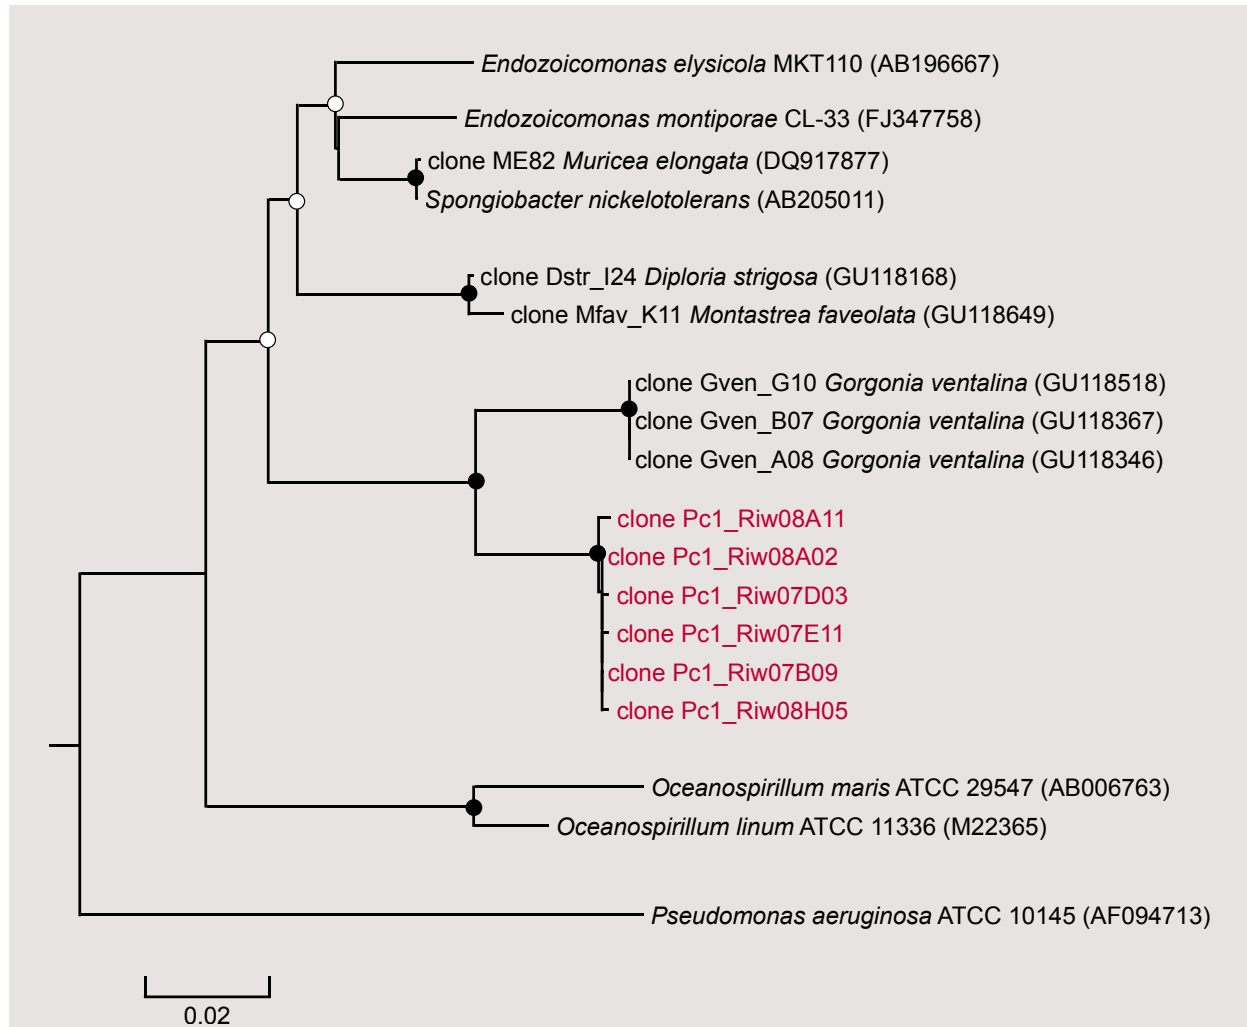 Endozoicomonas elysicola MKT110 (AB196667)
Endozoicomonas montiporae CL-33 (FJ347758)
clone ME82 Muricea elongata (DQ917877)
Spongiobacter nickelotolerans (AB205011)
clone Dstr_I24 Diploria strigosa (GU118168)
clone Mfav_K11 Montastrea faveolata (GU118649)
clone Gven_G10 Gorgonia ventalina (GU118518)
clone Gven_B07 Gorgonia ventalina (GU118367)
clone Gven_A08 Gorgonia ventalina (GU118346)
clone Pc1_Riw08A11
clone Pc1_Riw08A02
clone Pc1_Riw07D03
clone Pc1_Riw07E11
clone Pc1_Riw07B09
clone Pc1_Riw08H05
Oceanospirillum maris ATCC 29547 (AB006763)
Oceanospirillum linum ATCC 11336 (M22365)
Pseudomonas aeruginosa ATCC 10145 (AF094713)
0.02